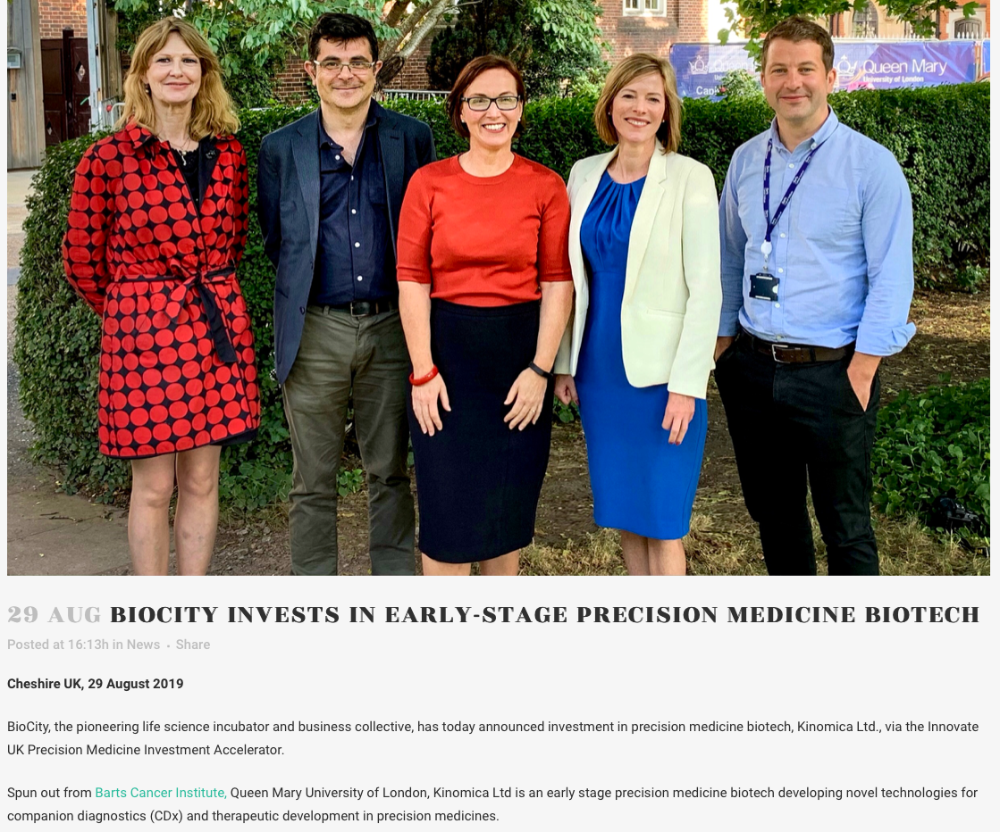 Queen Mary
University of London
29 AUG BIOCITY INVESTS IN EARLY-STAGE PRECISION MEDICINE BIOTECH
Posted at 16:13h in News • Share
Cheshire UK, 29 August 2019
BioCity, the pioneering life science incubator and business collective, has today announced investment in precision medicine biotech, Kinomica Ltd., via the Innovate
UK Precision Medicine Investment Accelerator.
Spun out from Barts Cancer Institute, Queen Mary University of London, Kinomica Ltd is an early stage precision medicine biotech developing novel technologies for
companion diagnostics (CDx) and therapeutic development in precision medicines.